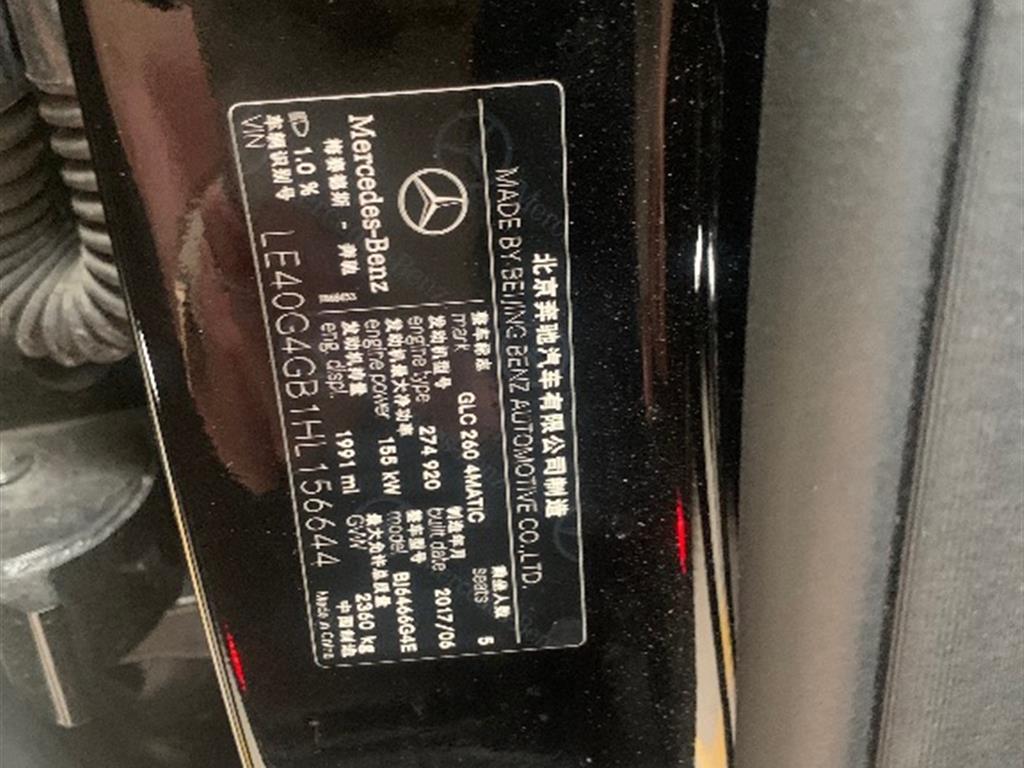 北京奔驰汽车有限公司制造
MADE BY BEIJING BENZ AUTOMOTIVE CO.,LTD.
整车标志 GLC 260 4MATIC 乘坐人数 5
mark seats
发动机型号 274 920 制造年月 2017/06
engine type built date
发动机最大净功率 155 kW 整车型号 BJ6466G4E
engine power model
发动机排量 1991 ml 最大允许总质量 2360 kg
eng. displ. GVW
Mercedes-Benz
梅赛德斯-奔驰
1.0 %
车辆识别号 LE40G4GB1HL156644 中国制造
VIN Made in China